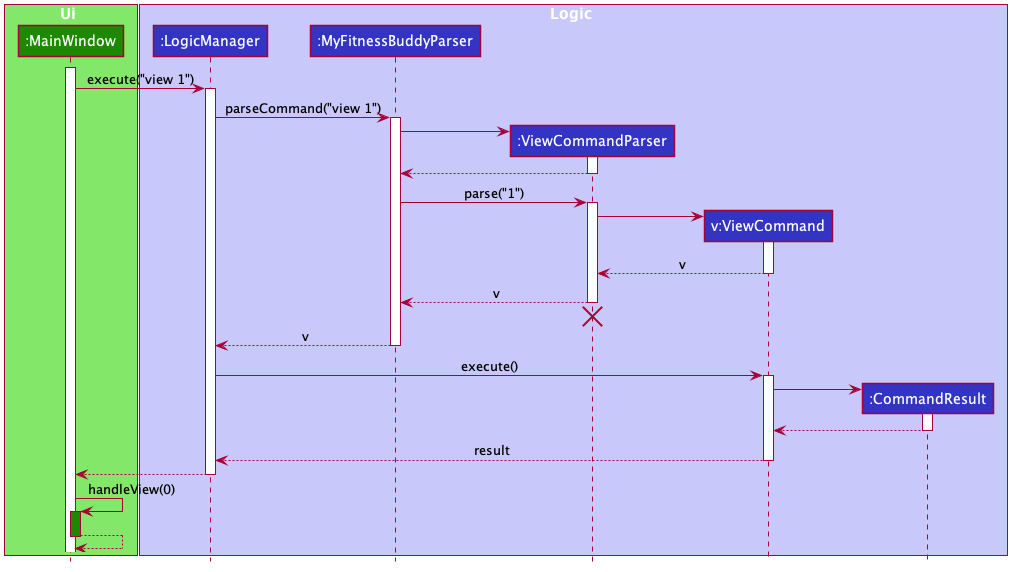 Ui
Logic
:MainWindow
:LogicManager
:MyFitnessBuddyParser
execute("view 1")
parseCommand("view 1")
:ViewCommandParser
parse("1")
v:ViewCommand
v
v
v
execute()
:CommandResult
result
handleView(0)